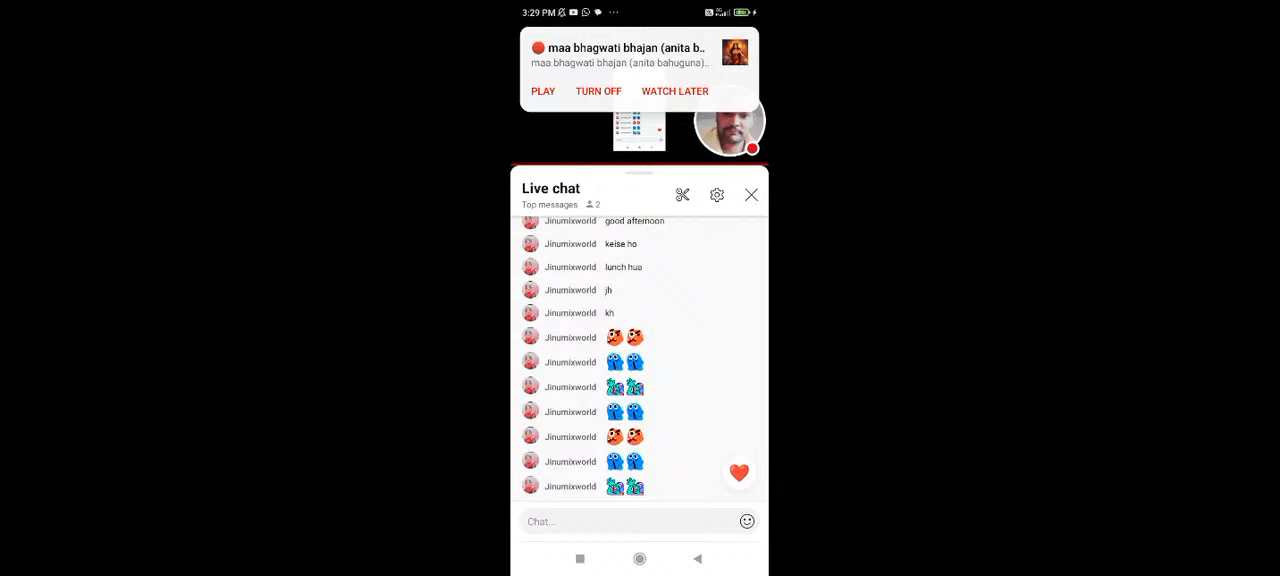 3:29 PM
maa bhagwati bhajan (anita b..
maa bhagwati bhajan (anita bahuguna)..
PLAY TURN OFF WATCH LATER
Live chat
Top messages 2
Jinumixworld good afternoon
Jinumixworld keise ho
Jinumixworld lunch hua
Jinumixworld jh
Jinumixworld kh
Jinumixworld
Jinumixworld
Jinumixworld
Jinumixworld
Jinumixworld
Jinumixworld
Jinumixworld
Chat...